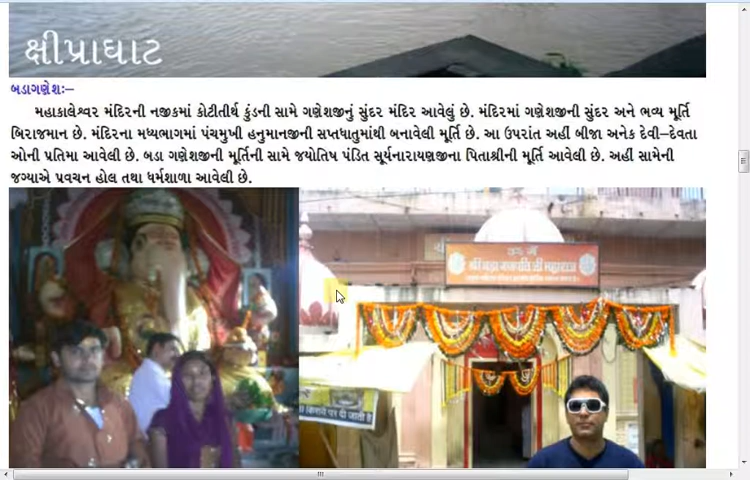 ક્ષીપ્રાઘાટ
બડાગણેશઃ–
મહાકાલેશ્વર મંદિરની નજીકમાં કોટીતીર્થ કુંડની સામે ગણેશજીનું સુંદર મંદિર આવેલું છે. મંદિરમાં ગણેશજીની સુંદર અને ભવ્ય મૂર્તિ
બિરાજમાન છે. મંદિરના મધ્યભાગમાં પંચમુખી હનુમાનજીની સપ્તધાતુમાંથી બનાવેલી મૂર્તિ છે. આ ઉપરાંત અહીં બીજા અનેક દેવી–દેવતા
ઓની પ્રતિમા આવેલી છે. બડા ગણેશજીની મૂર્તિની સામે જયોતિષ પંડિત સૂર્યનારાયણજીના પિતાશ્રીની મૂર્તિ આવેલી છે. અહીં સામેની
જગ્યાએ પ્રવચન હોલ તથા ધર્મશાળા આવેલી છે.
किराये पर दी जाती है